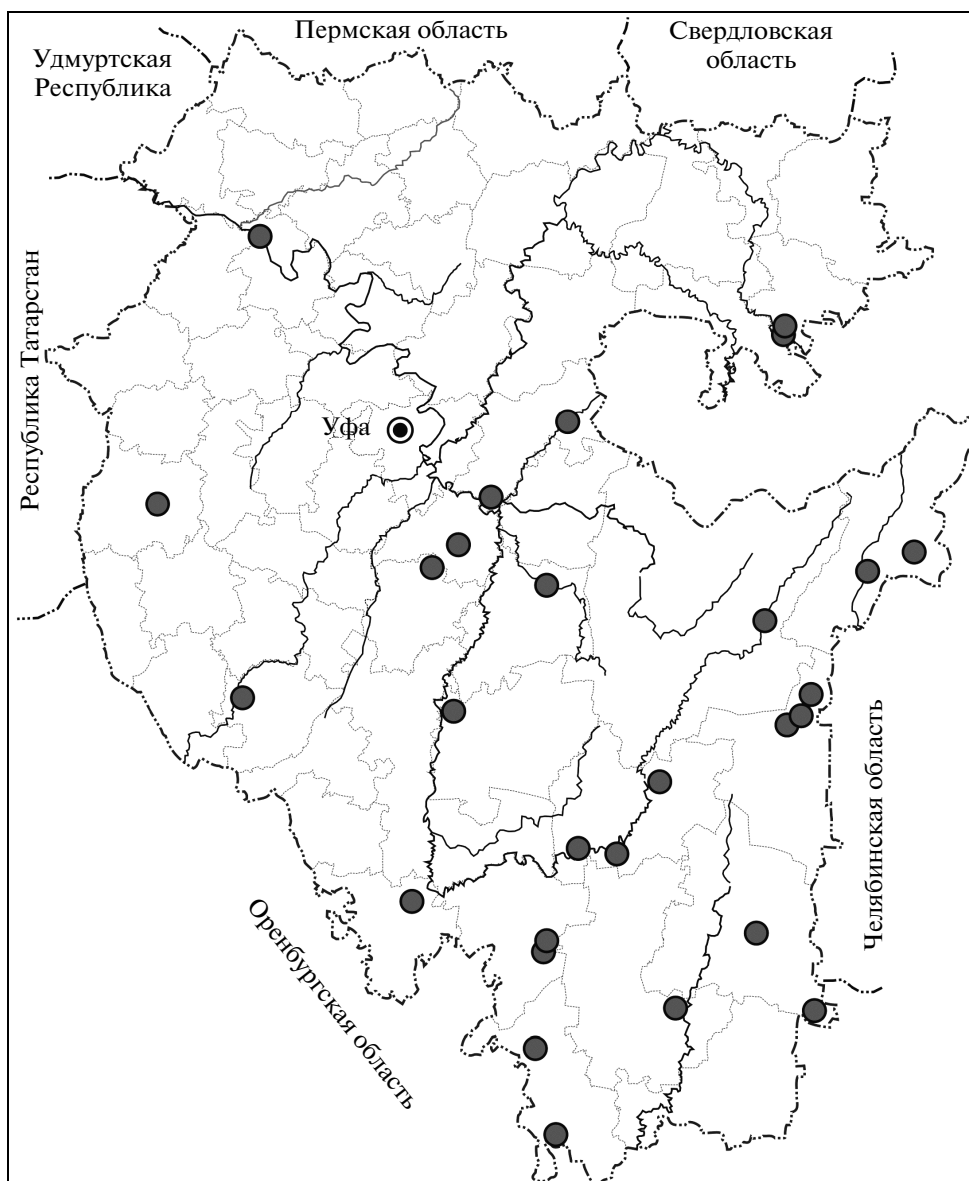 Пермская область
Свердловская
область
Удмуртская
Республика
Республика Татарстан
Уфа
Челябинская область
Оренбургская область